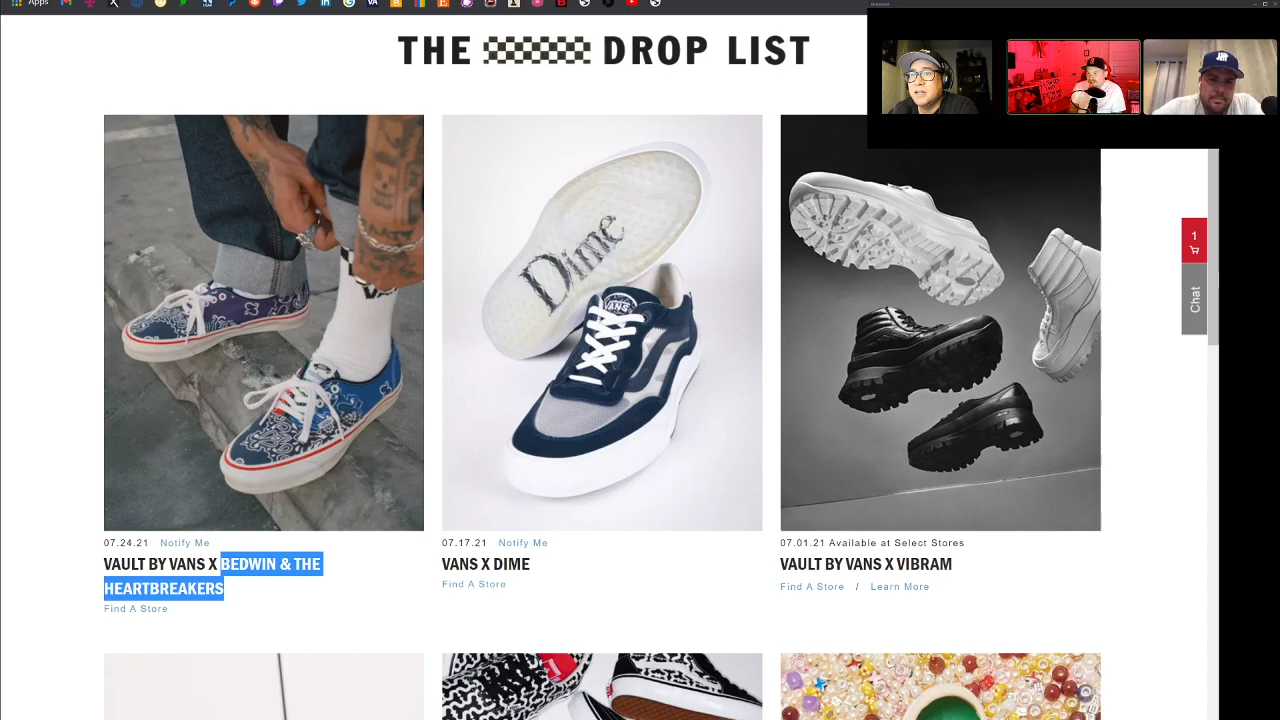 Apps
THE DROP LIST
Dime
VANS
1
Chat
07.24.21 Notify Me
VAULT BY VANS X BEDWIN & THE
HEARTBREAKERS
Find A Store
07.17.21 Notify Me
VANS X DIME
Find A Store
07.01.21 Available at Select Stores
VAULT BY VANS X VIBRAM
Find A Store / Learn More